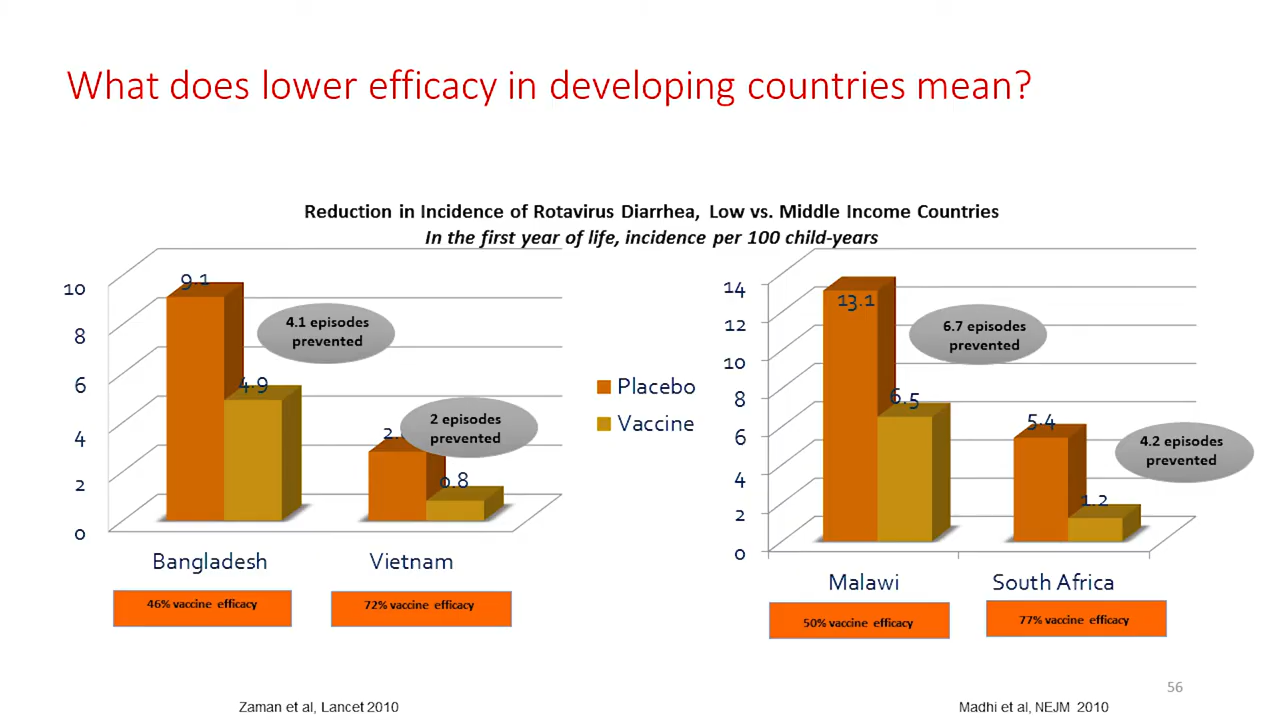 What does lower efficacy in developing countries mean?
Reduction in Incidence of Rotavirus Diarrhea, Low vs. Middle Income Countries
In the first year of life, incidence per 100 child-years
10
8
6
4
2
0
9.1
4.9
4.1 episodes
prevented
0.8
2 episodes
prevented
Bangladesh
Vietnam
46% vaccine efficacy
72% vaccine efficacy
Placebo
Vaccine
14
12
10
8
6
4
2
0
13.1
6.5
6.7 episodes
prevented
5.4
1.2
4.2 episodes
prevented
Malawi
South Africa
50% vaccine efficacy
77% vaccine efficacy
56
Zaman et al, Lancet 2010
Madhi et al, NEJM 2010